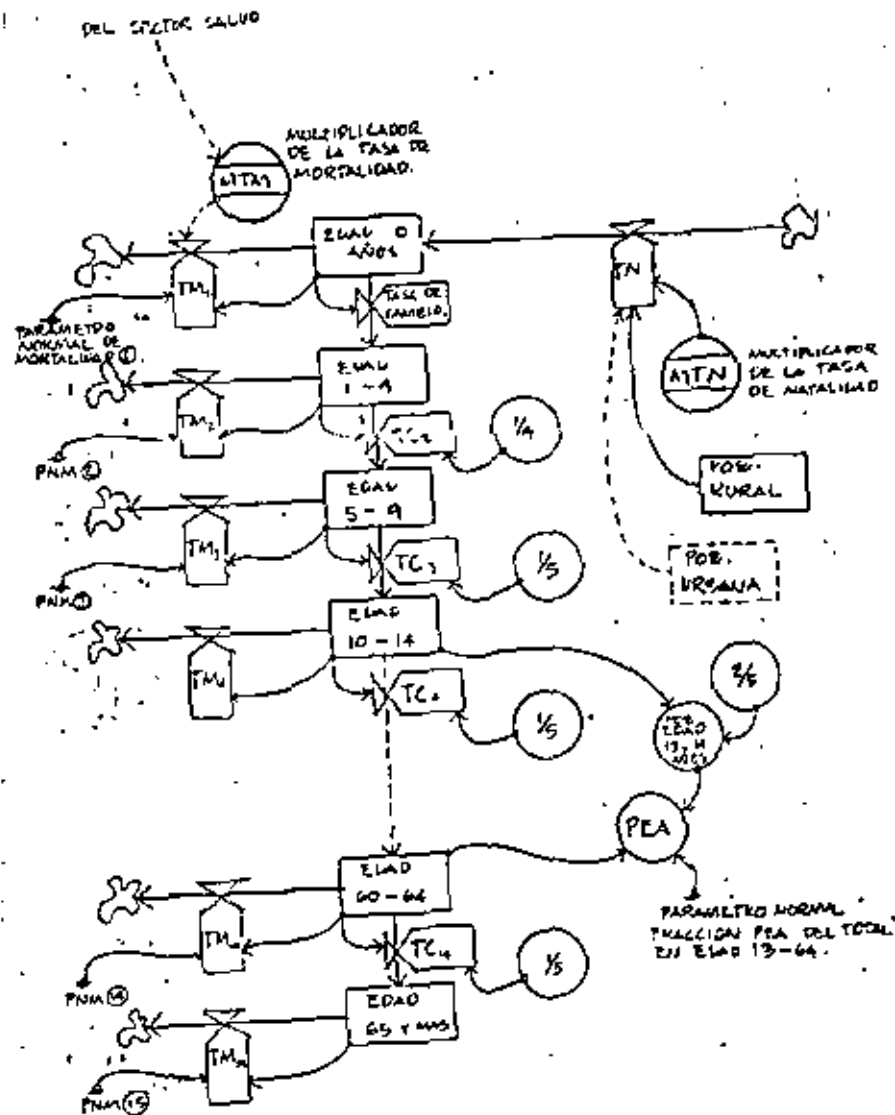 DEL SECTOR SALUD
MULTIPLICADOR
DE LA TASA DE
MORTALIDAD.
MTM
EDAD 0
AÑOS
TN
TM1
TASA DE
CAMBIO.
PARAMETRO
NORMAL DE
MORTALIDAD 1
EDAD
1-4
MTN
MULTIPLICADOR
DE LA TASA
DE NATALIDAD
TM2
TC2
1/4
PNM 2
POB.
RURAL
EDAD
5-9
TM3
TC3
1/5
POB.
URBANA
PNM
EDAD
10-14
TM4
TC4
1/5
2/5
EDAD
PEA
EDAD
60-64
PARAMETRO NORMAL
FRACCION PEA DEL TOTAL
EN EDAD 13-64.
TM
TC14
1/5
PNM 14
EDAD
65 Y MAS
TM
PNM 15